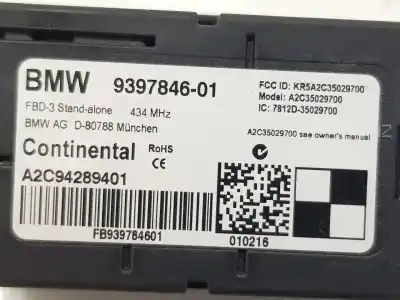 BMW 9397846-01
FCC ID: KR5A2C35029700
Model: A2C35029700
IC: 7812D-35029700
FBD-3 Stand-alone 434 MHz
BMW AG D-80788 München
A2C35029700 see owner's manual
Continental RoHS
CE
A2C94289401
FB939784601
010216